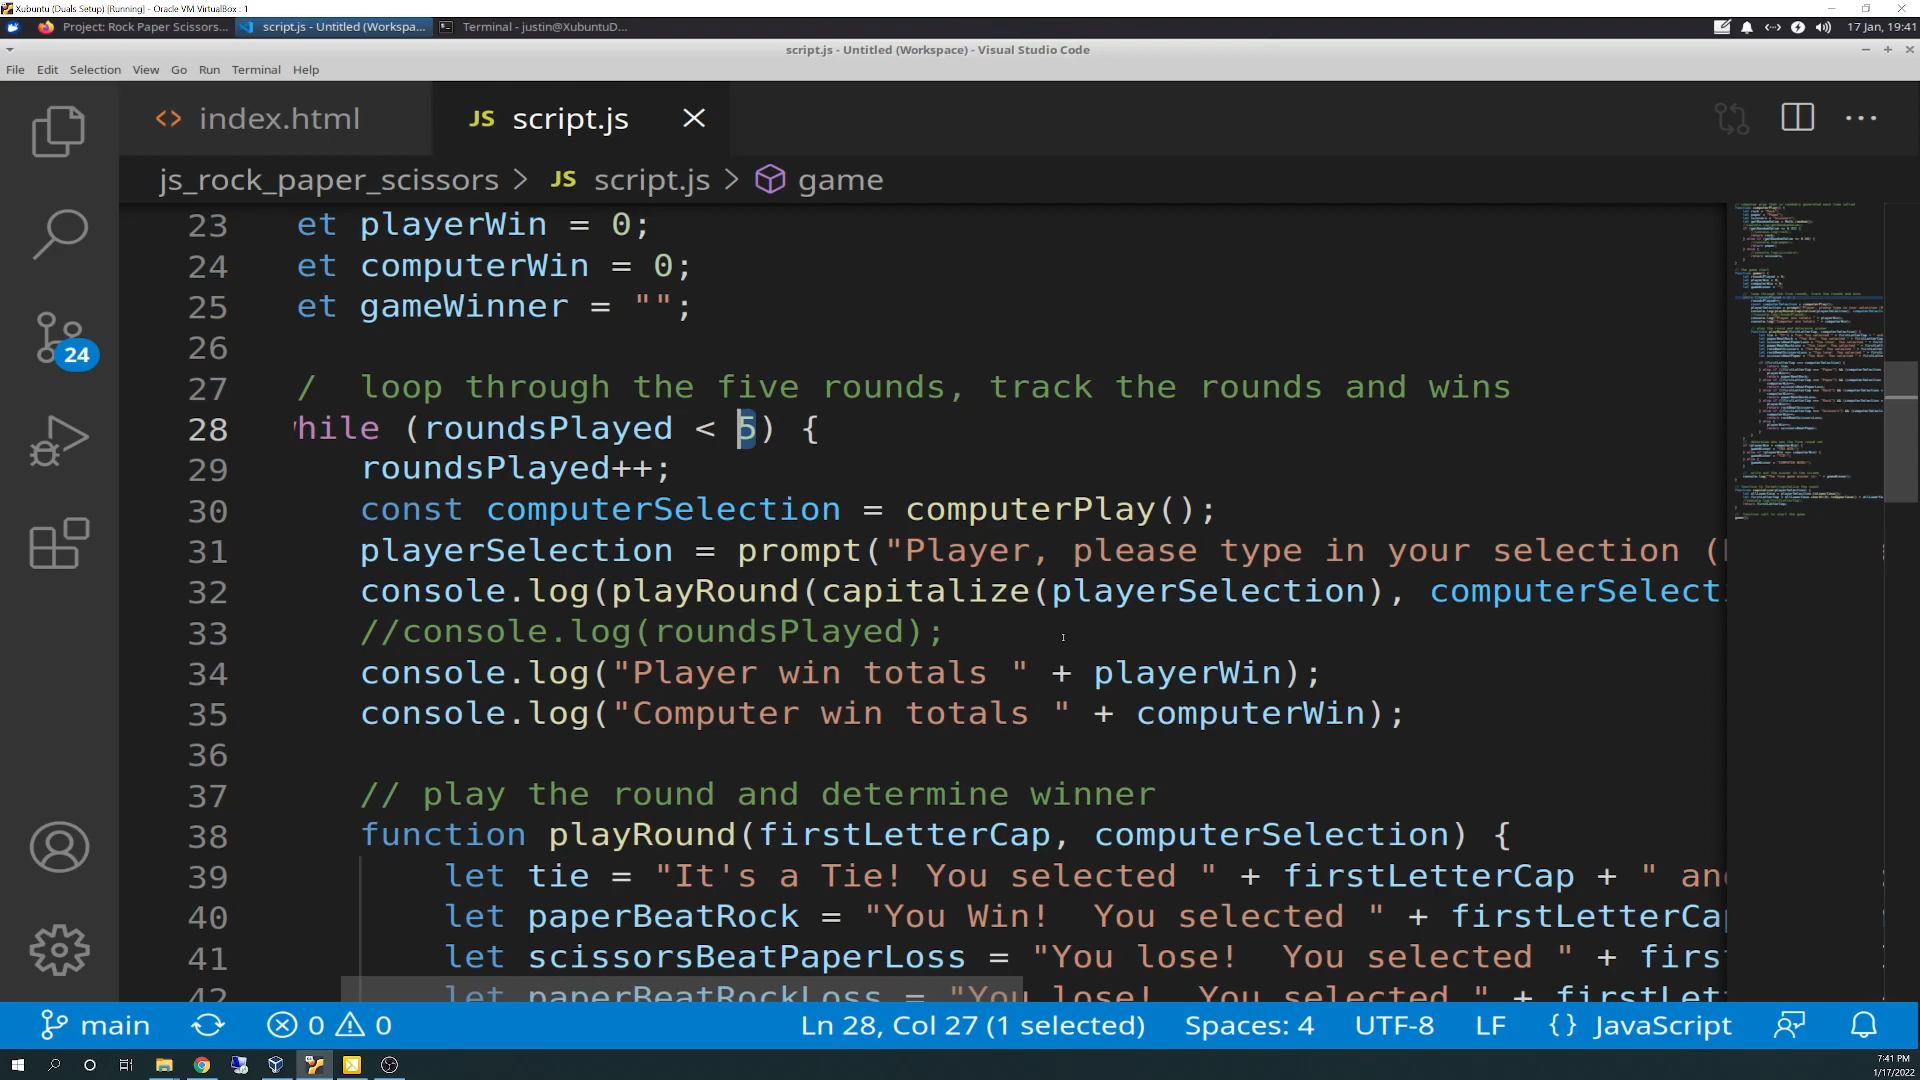 Xubuntu (Duals Setup) [Running] - Oracle VM VirtualBox : 1
Project: Rock Paper Scissors... script.js - Untitled (Workspa... Terminal - justin@XubuntuD... 17 Jan, 19:41
script.js - Untitled (Workspace) - Visual Studio Code
File Edit Selection View Go Run Terminal Help
index.html JS script.js
js_rock_paper_scissors > JS script.js > game
23 et playerWin = 0;
24 et computerWin = 0;
25 et gameWinner = "";
26
27 / loop through the five rounds, track the rounds and wins
28 hile (roundsPlayed < 5) {
29 roundsPlayed++;
30 const computerSelection = computerPlay();
31 playerSelection = prompt("Player, please type in your selection (
32 console.log(playRound(capitalize(playerSelection), computerSelecti
33 //console.log(roundsPlayed);
34 console.log("Player win totals " + playerWin);
35 console.log("Computer win totals " + computerWin);
36
37 // play the round and determine winner
38 function playRound(firstLetterCap, computerSelection) {
39 let tie = "It's a Tie! You selected " + firstLetterCap + " an
40 let paperBeatRock = "You Win!  You selected " + firstLetterCa
41 let scissorsBeatPaperLoss = "You lose!  You selected " + firs
42 let paperBeatRockLoss = "You lose!  You selected " + firstLet
24
main 0 0 Ln 28, Col 27 (1 selected) Spaces: 4 UTF-8 LF {} JavaScript
7:41 PM
1/17/2022